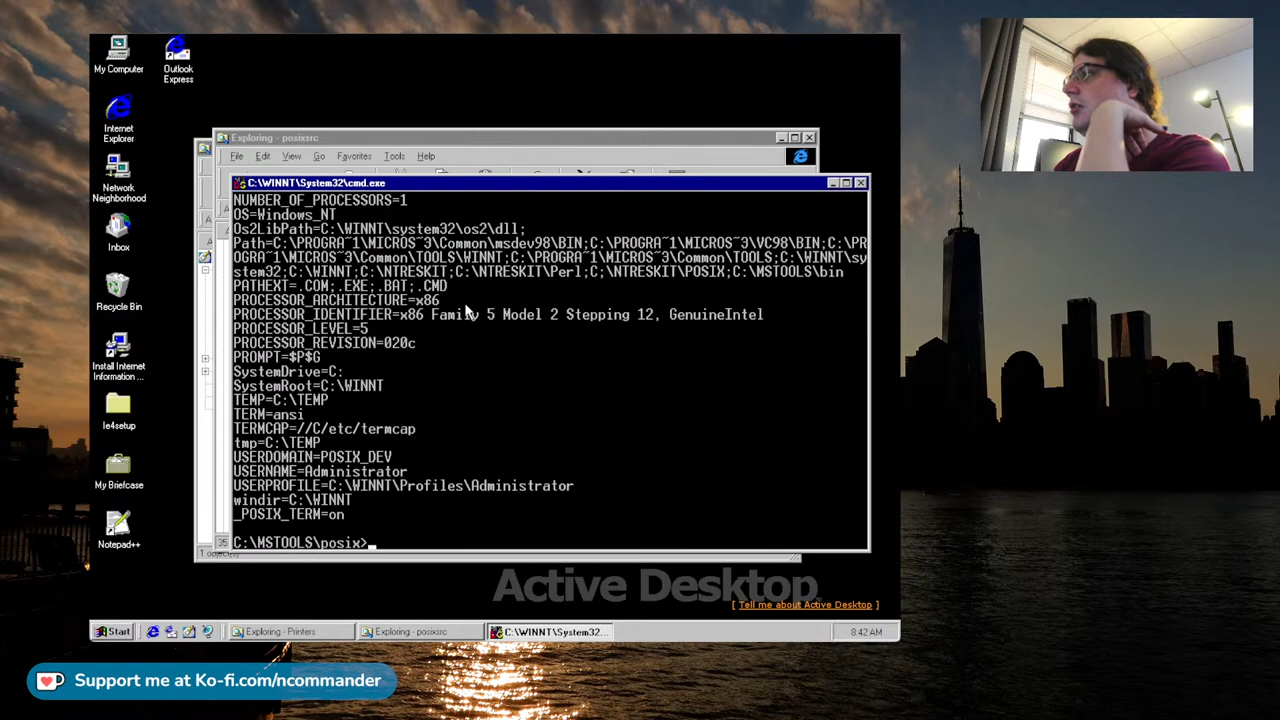 My Computer
Outlook
Express
Internet
Explorer
Network
Neighborhood
Inbox
Recycle Bin
Install Internet
Information ...
Ie4setup
My Briefcase
Notepad++
Exploring - posixsrc
File Edit View Go Favorites Tools Help
C:\WINNT\System32\cmd.exe
NUMBER_OF_PROCESSORS=1
OS=Windows_NT
Os2LibPath=C:\WINNT\system32\os2\dll;
Path=C:\PROGRA~1\MICROS~3\Common\msdev98\BIN;C:\PROGRA~1\MICROS~3\VC98\BIN;C:\PR
OGRA~1\MICROS~3\Common\TOOLS\WINNT;C:\PROGRA~1\MICROS~3\Common\TOOLS;C:\WINNT\sy
stem32;C:\WINNT;C:\NTRESKIT;C:\NTRESKIT\Perl;C:\NTRESKIT\POSIX;C:\MSTOOLS\bin
PATHEXT=.COM;.EXE;.BAT;.CMD
PROCESSOR_ARCHITECTURE=x86
PROCESSOR_IDENTIFIER=x86 Family 5 Model 2 Stepping 12, GenuineIntel
PROCESSOR_LEVEL=5
PROCESSOR_REVISION=020c
PROMPT=$P$G
SystemDrive=C:
SystemRoot=C:\WINNT
TEMP=C:\TEMP
TERM=ansi
TERMCAP=//C/etc/termcap
tmp=C:\TEMP
USERDOMAIN=POSIX_DEV
USERNAME=Administrator
USERPROFILE=C:\WINNT\Profiles\Administrator
windir=C:\WINNT
_POSIX_TERM=on
C:\MSTOOLS\posix>
35
1 object(s)
Active Desktop
[ Tell me about Active Desktop ]
Start
Exploring - Printers
Exploring - posixsrc
C:\WINNT\System32...
8:42 AM
Support me at Ko-fi.com/ncommander